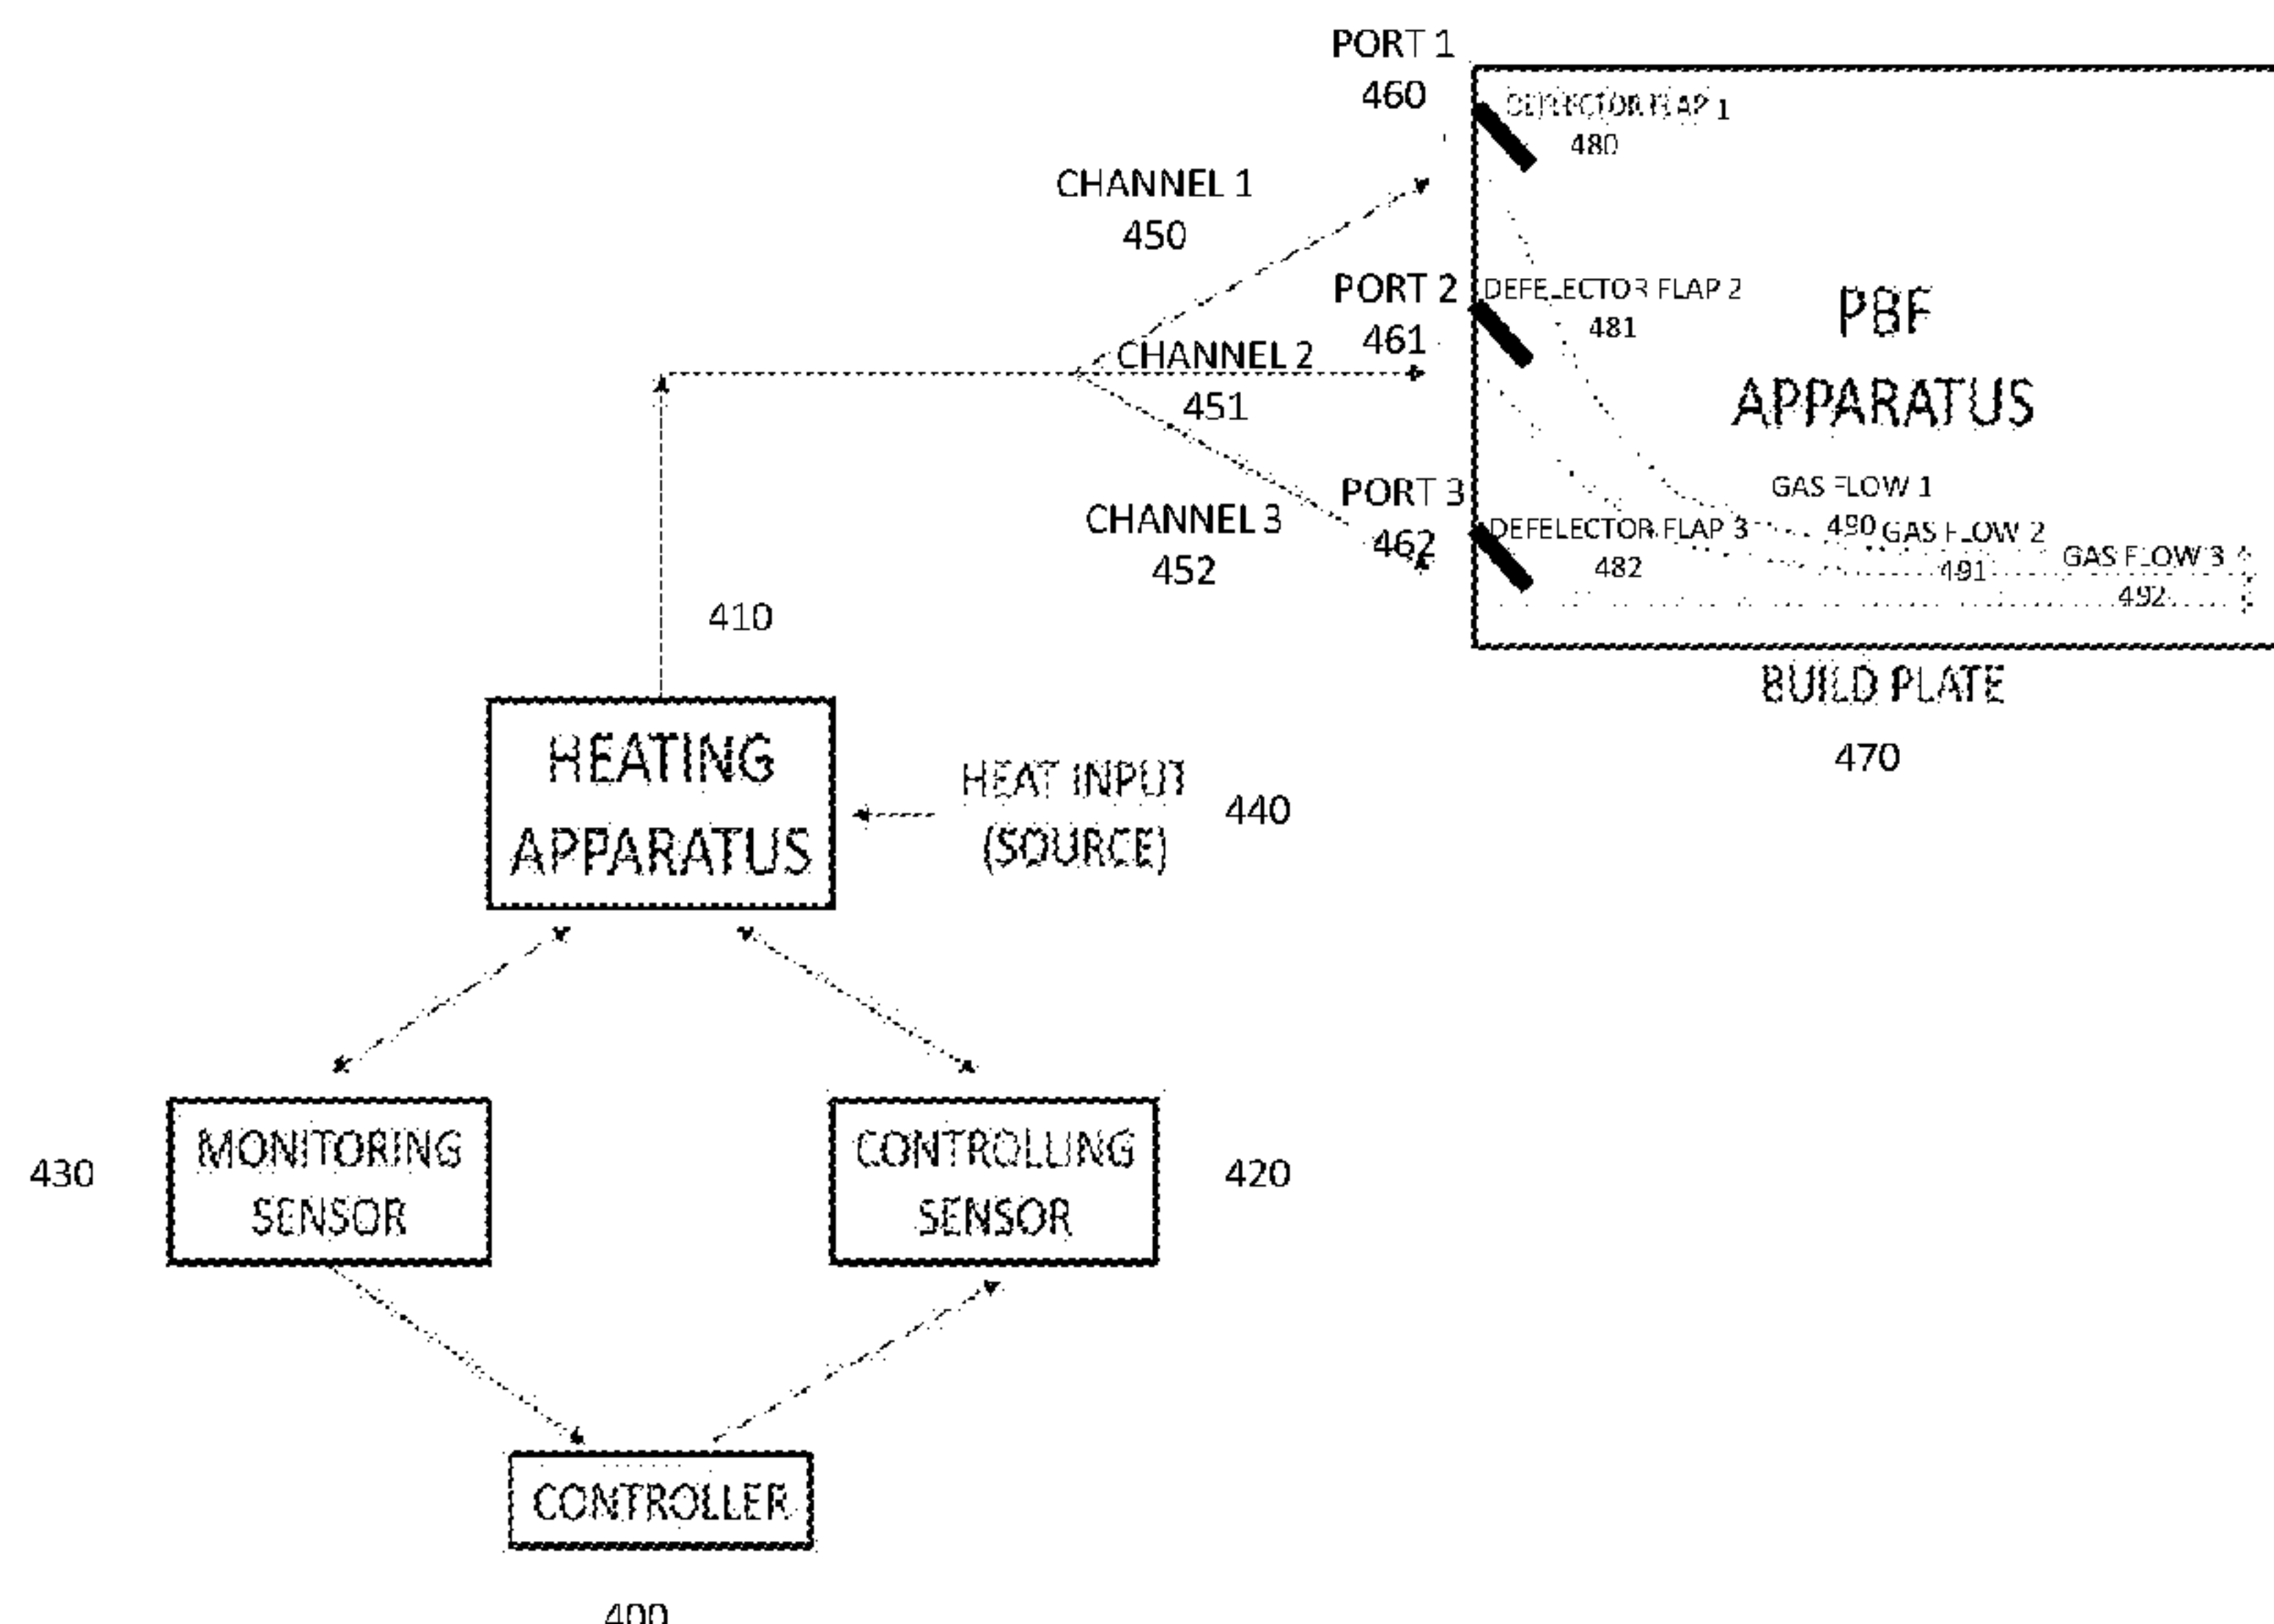 PORT 1
460
DEFELECTOR FLAP 1
480
CHANNEL 1
450
PORT 2
461
DEFELECTOR FLAP 2
481
PBF
APPARATUS
CHANNEL 2
451
PORT 3
462
CHANNEL 3
452
DEFELECTOR FLAP 3
482
GAS FLOW 1
490
GAS FLOW 2
491
GAS FLOW 3
492
BUILD PLATE
470
410
HEATING
APPARATUS
HEAT INPUT
(SOURCE)
440
430
MONITORING
SENSOR
CONTROLLING
SENSOR
420
CONTROLLER
400